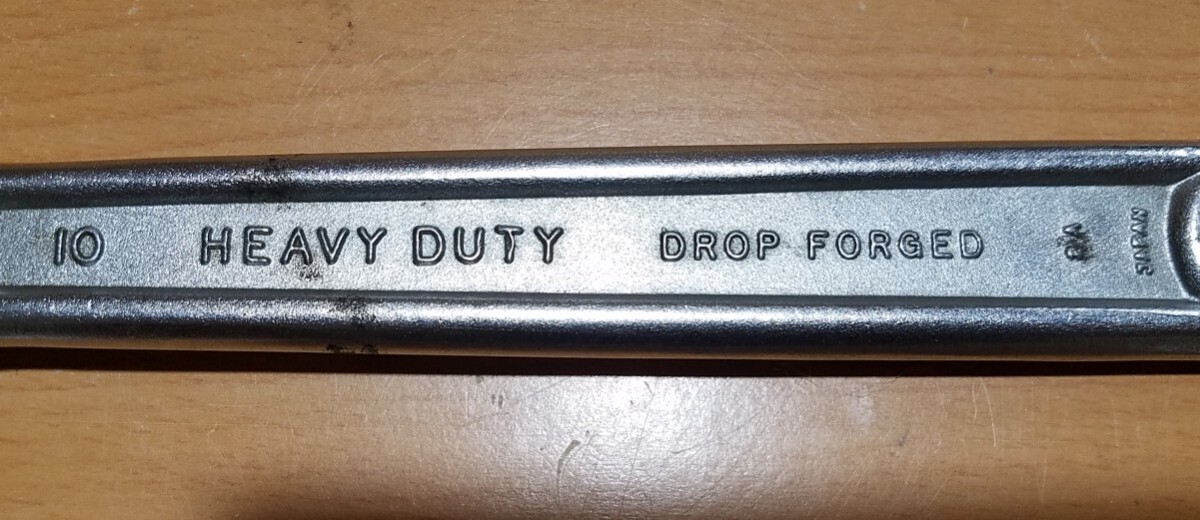 10 HEAVY DUTY DROP FORGED
JAPAN